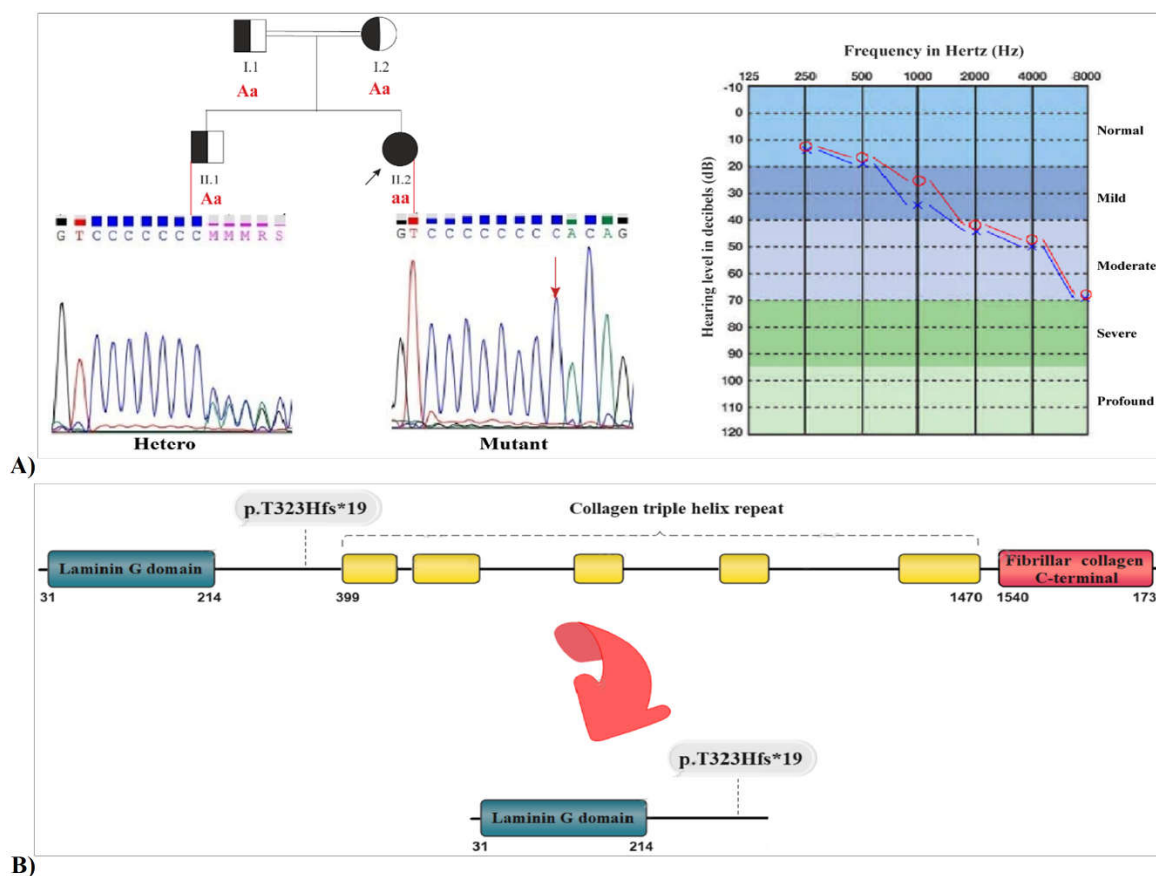 I.1
I.2
Aa
Aa
II.1
II.2
Aa
aa
G T C C C C C C C M M M R S
G T C C C C C C C C A C A G
Hetero
Mutant
Frequency in Hertz (Hz)
125
250
500
1000
2000
4000
8000
Hearing level in decibels (dB)
-10
0
10
20
30
40
50
60
70
80
90
100
110
120
Normal
Mild
Moderate
Severe
Profound
A)
p.T323Hfs*19
Collagen triple helix repeat
Laminin G domain
Fibrillar collagen
C-terminal
31
214
399
1470
1540
173
p.T323Hfs*19
Laminin G domain
31
214
B)